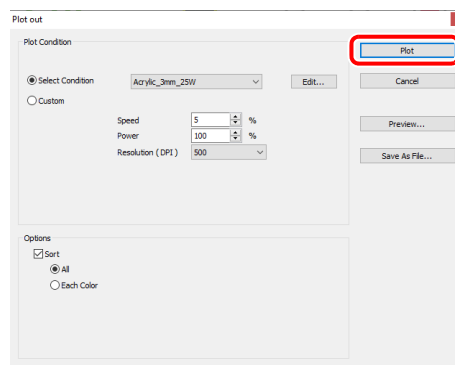 Plot out
Plot Condition
Plot
Select Condition Acrylic_3mm_25W Edit... Cancel
Custom
Speed 5 % Preview...
Power 100 %
Resolution ( DPI ) 500 Save As File...
Options
Sort
All
Each Color